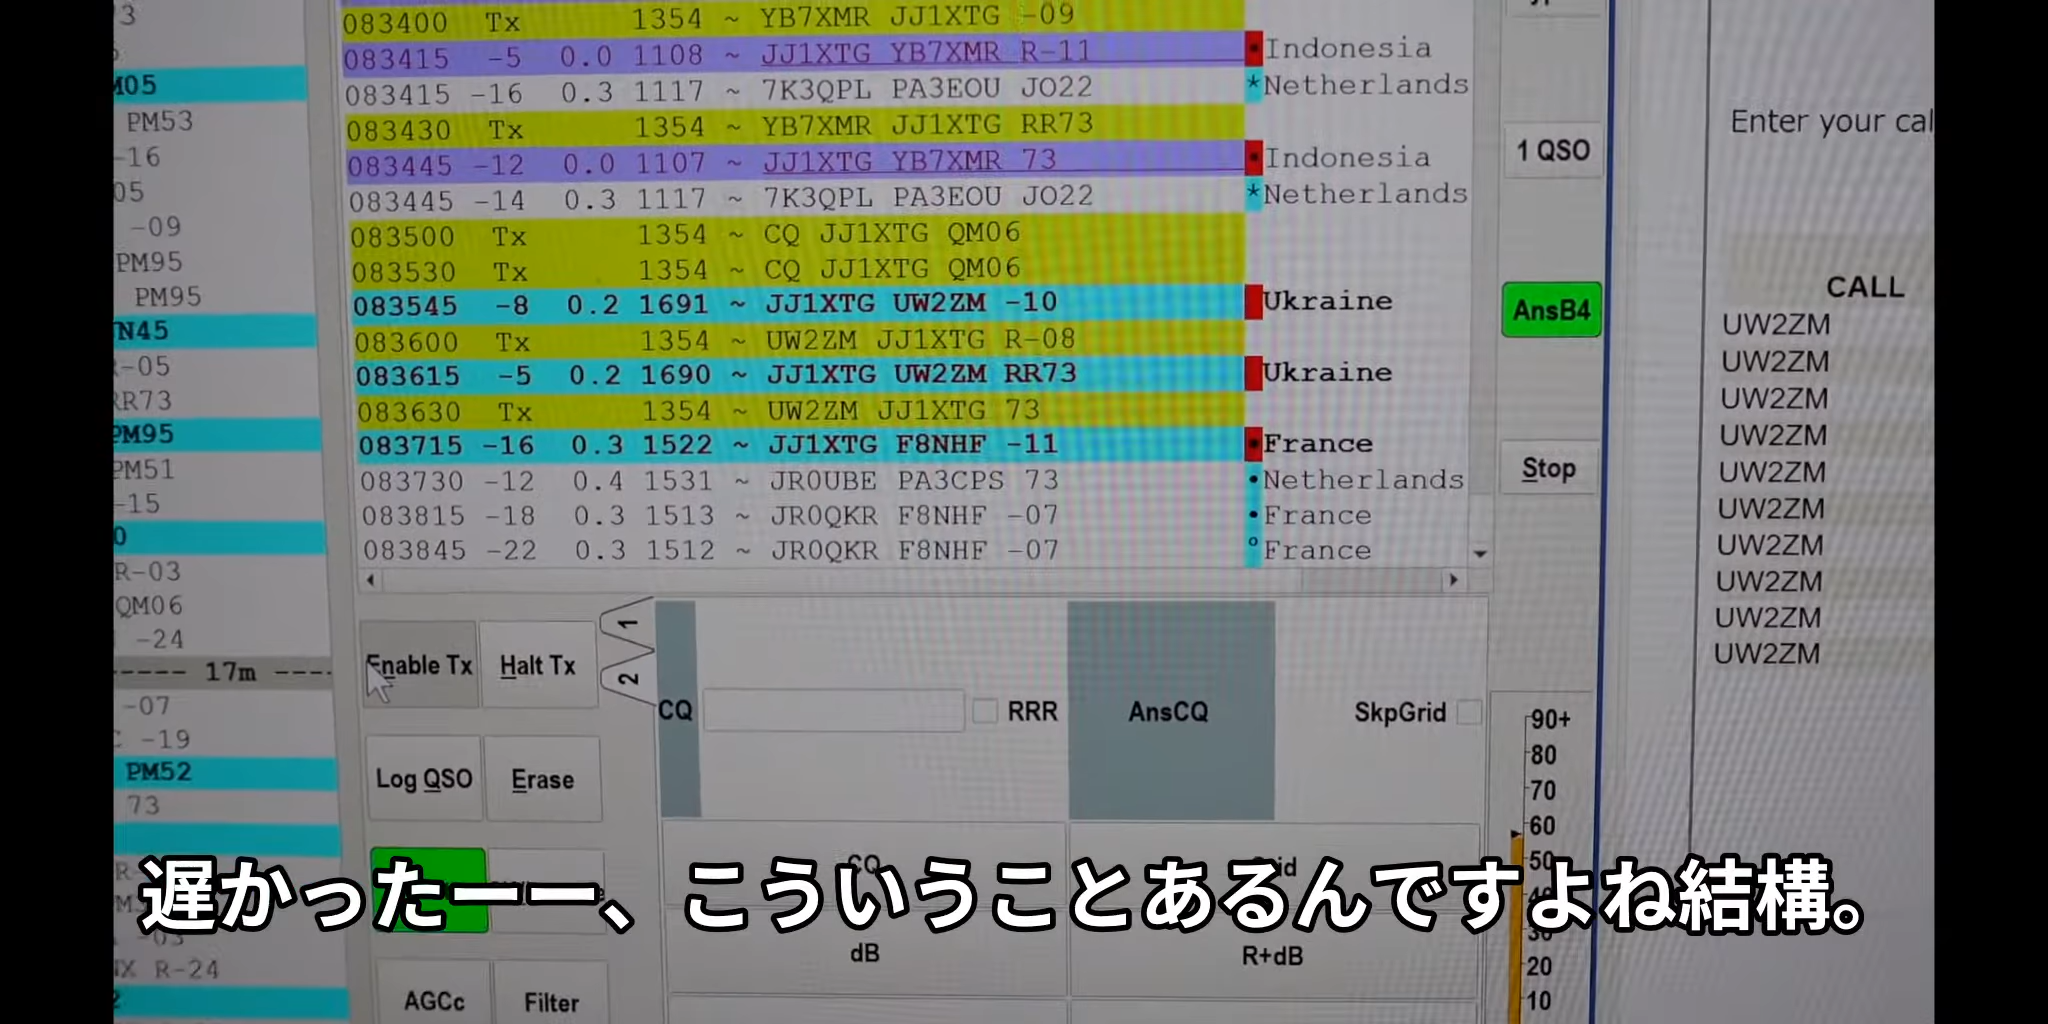 083400 Tx 1354 ~ YB7XMR JJ1XTG -09
083415 -5 0.0 1108 ~ JJ1XTG YB7XMR R-11 Indonesia
083415 -16 0.3 1117 ~ 7K3QPL PA3EOU JO22 *Netherlands
083430 Tx 1354 ~ YB7XMR JJ1XTG RR73
083445 -12 0.0 1107 ~ JJ1XTG YB7XMR 73 Indonesia
083445 -14 0.3 1117 ~ 7K3QPL PA3EOU JO22 *Netherlands
083500 Tx 1354 ~ CQ JJ1XTG QM06
083530 Tx 1354 ~ CQ JJ1XTG QM06
083545 -8 0.2 1691 ~ JJ1XTG UW2ZM -10 Ukraine
083600 Tx 1354 ~ UW2ZM JJ1XTG R-08
083615 -5 0.2 1690 ~ JJ1XTG UW2ZM RR73 Ukraine
083630 Tx 1354 ~ UW2ZM JJ1XTG 73
083715 -16 0.3 1522 ~ JJ1XTG F8NHF -11 France
083730 -12 0.4 1531 ~ JR0UBE PA3CPS 73 •Netherlands
083815 -18 0.3 1513 ~ JR0QKR F8NHF -07 •France
083845 -22 0.3 1512 ~ JR0QKR F8NHF -07 °France
PM53
-16
05
-09
PM95
PM95
N45
-05
RR73
PM95
PM51
-15
0
R-03
QM06
-24
----- 17m ----
-07
-19
PM52
73
R-24
1 QSO
AnsB4
Stop
Enter your cal
CALL
UW2ZM
UW2ZM
UW2ZM
UW2ZM
UW2ZM
UW2ZM
UW2ZM
UW2ZM
UW2ZM
UW2ZM
Enable Tx
Halt Tx
1
2
CQ
RRR
AnsCQ
SkpGrid
Log QSO
Erase
CQ
dB
R+dB
AGCc
Filter
90+
80
70
60
50
30
20
10
遅かったーー、こういうことあるんですよね結構。